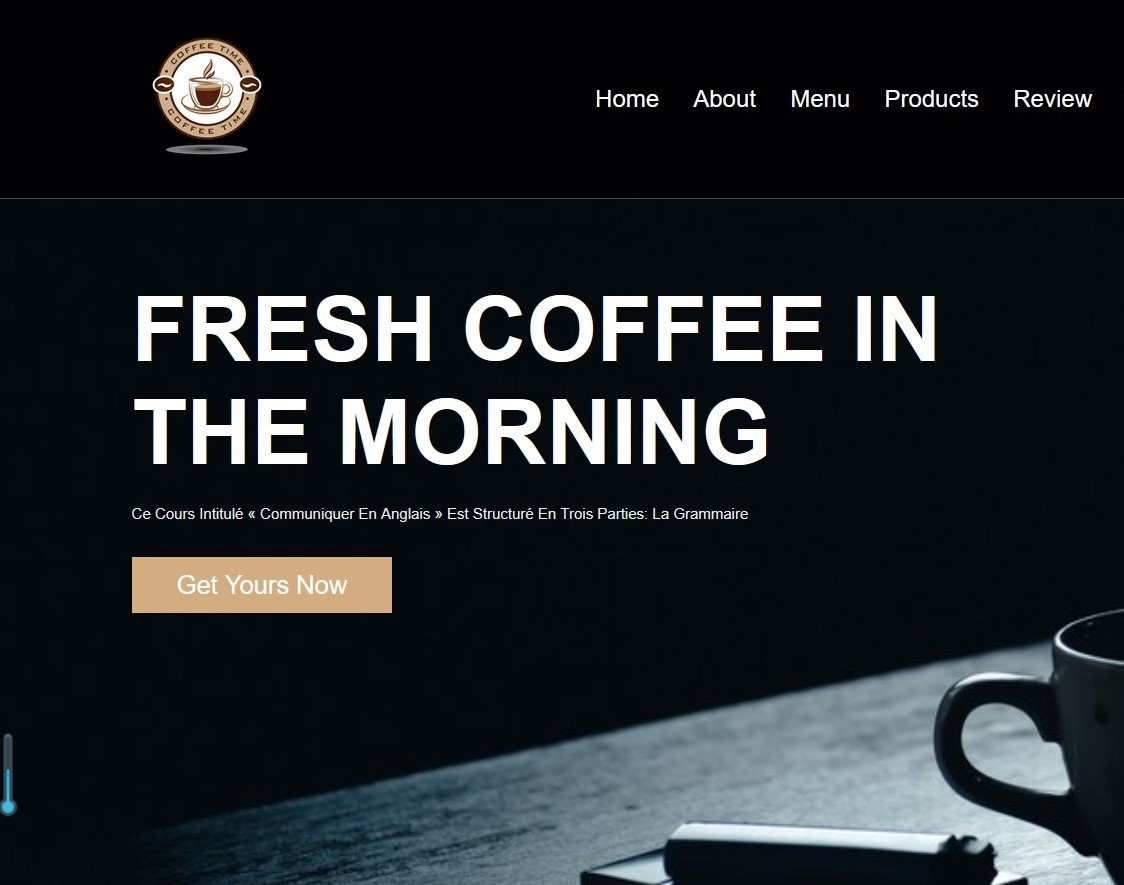 COFFEE TIME
COFFEE TIME
Home About Menu Products Review
FRESH COFFEE IN
THE MORNING
Ce Cours Intitulé « Communiquer En Anglais » Est Structuré En Trois Parties: La Grammaire
Get Yours Now